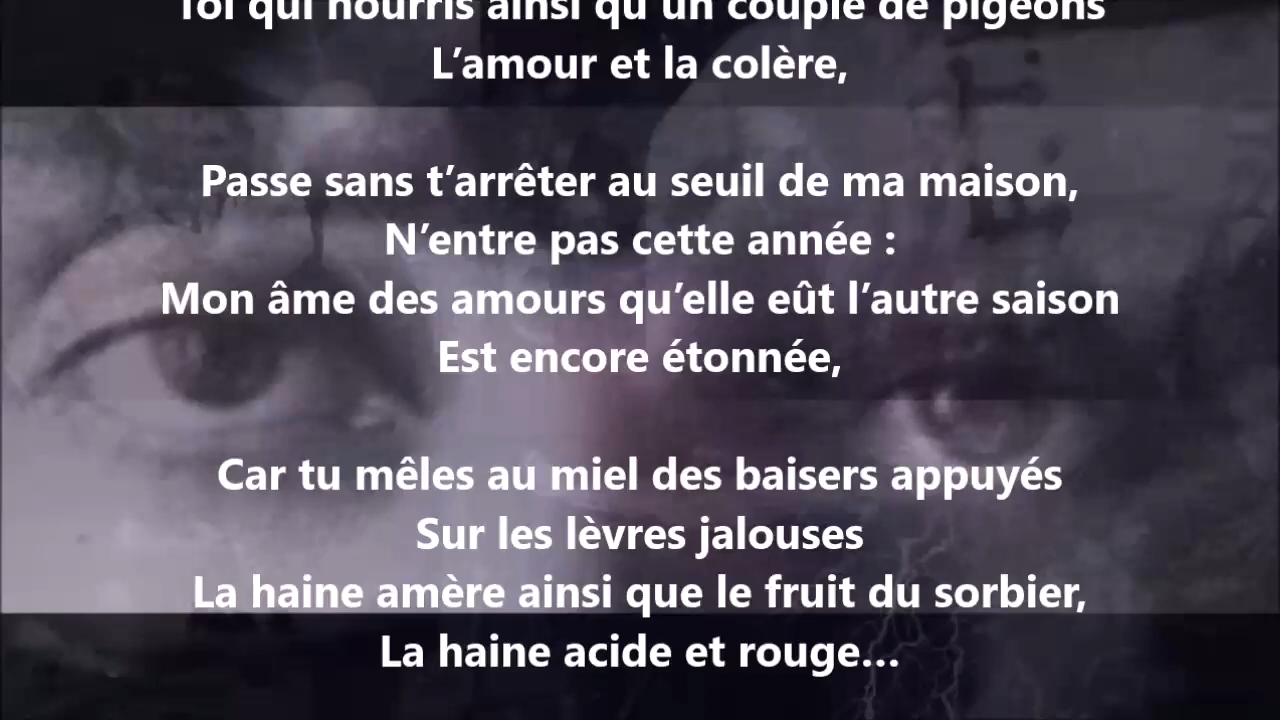 Toi qui nourris ainsi qu’un couple de pigeons
L’amour et la colère,
Passe sans t’arrêter au seuil de ma maison,
N’entre pas cette année :
Mon âme des amours qu’elle eût l’autre saison
Est encore étonnée,
Car tu mêles au miel des baisers appuyés
Sur les lèvres jalouses
La haine amère ainsi que le fruit du sorbier,
La haine acide et rouge…